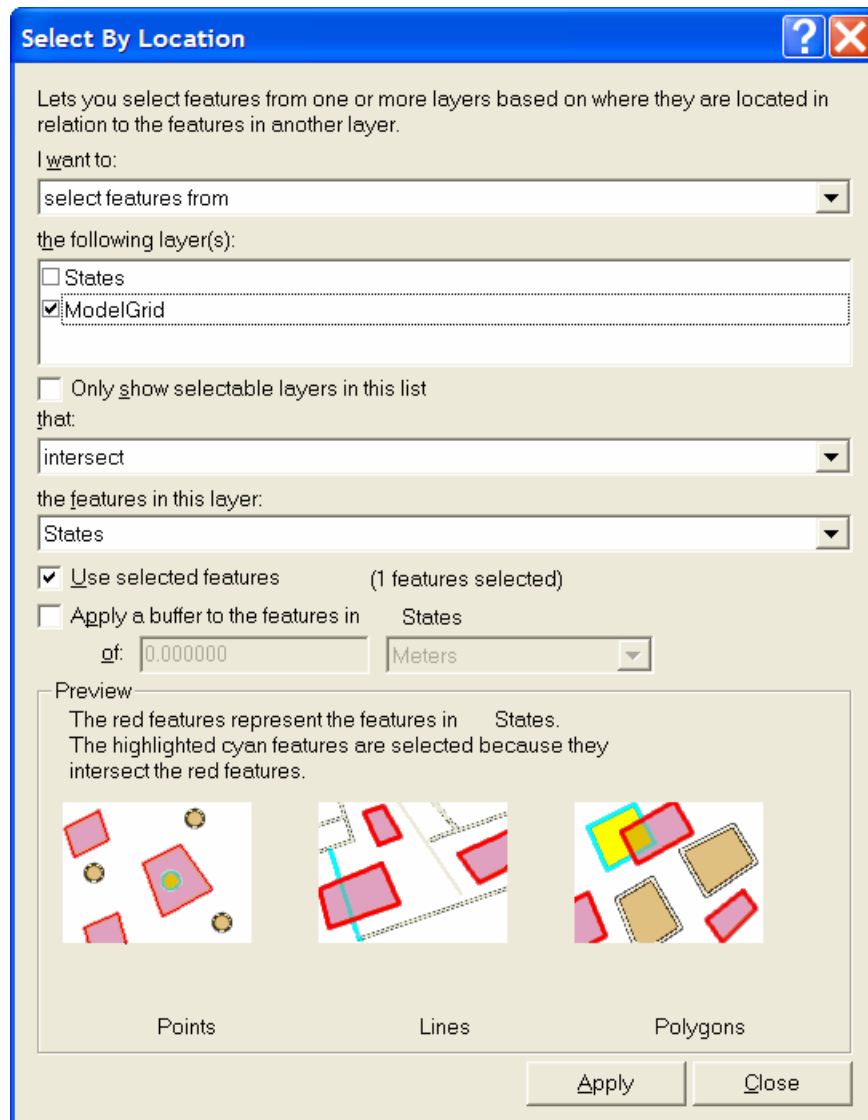 Select By Location
Lets you select features from one or more layers based on where they are located in
relation to the features in another layer.
I want to:
select features from
the following layer(s):
States
ModelGrid
Only show selectable layers in this list
that:
intersect
the features in this layer:
States
Use selected features (1 features selected)
Apply a buffer to the features in States
of: 0.000000 Meters
Preview
The red features represent the features in States.
The highlighted cyan features are selected because they
intersect the red features.
Points Lines Polygons
Apply Close